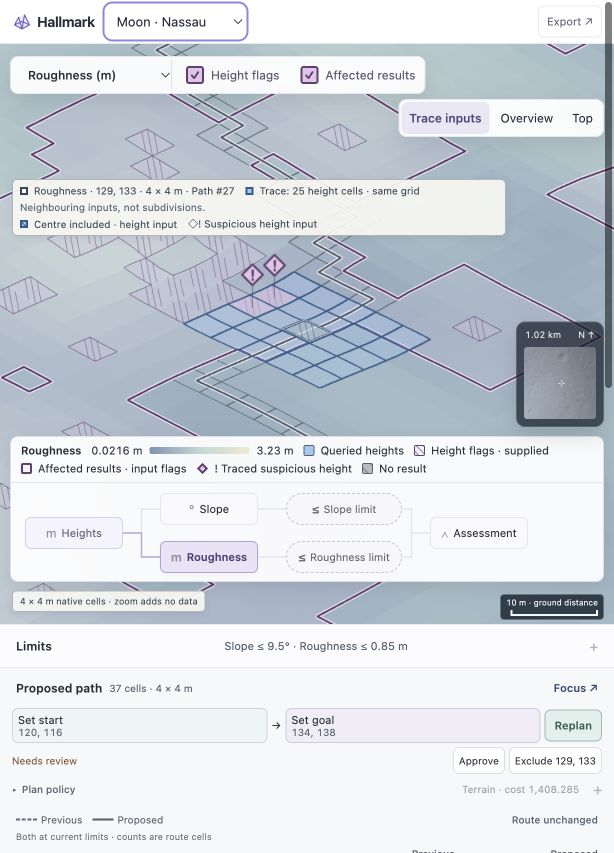 Hallmark
Moon · Nassau
Export ↗
Roughness (m)
Height flags
Affected results
Trace inputs
Overview
Top
Roughness · 129, 133 · 4 × 4 m · Path #27
Trace: 25 height cells · same grid
Neighbouring inputs, not subdivisions.
Centre included · height input
◇! Suspicious height input
! !
1.02 km
N ↑
Roughness 0.0216 m 3.23 m
Queried heights
Height flags · supplied
Affected results · input flags
! Traced suspicious height
No result
m Heights
° Slope
≤ Slope limit
m Roughness
≤ Roughness limit
∧ Assessment
4 × 4 m native cells · zoom adds no data
10 m · ground distance
Limits
Slope ≤ 9.5° · Roughness ≤ 0.85 m
+
Proposed path 37 cells · 4 × 4 m
Focus ↗
Set start
120, 116
→
Set goal
134, 138
Replan
Needs review
Approve
Exclude 129, 133
▸ Plan policy
Terrain · cost 1,408.285 +
Previous
Proposed
Route unchanged
Both at current limits · counts are route cells
Previous
Proposed